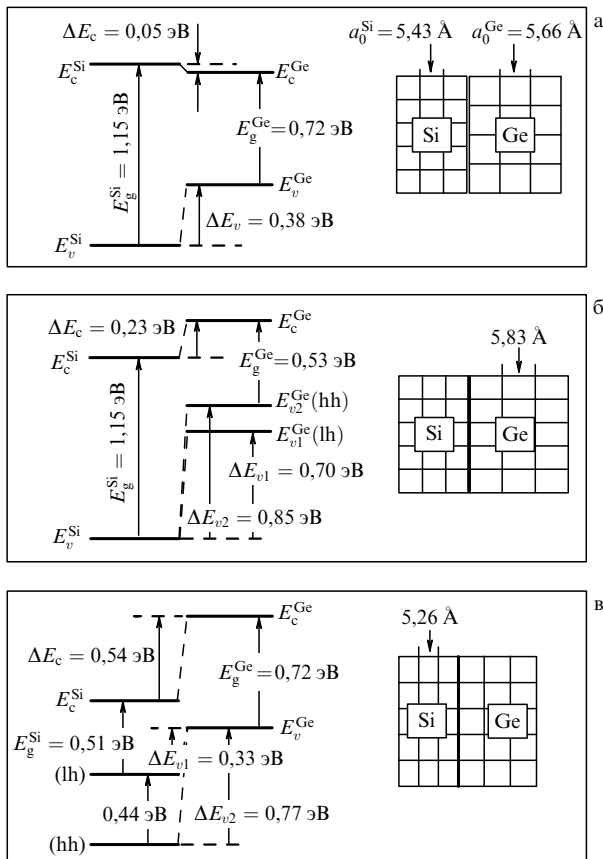 а
ΔE_c = 0,05 эВ
E_c^Si
E_c^Ge
E_g^Si = 1,15 эВ
E_g^Ge = 0,72 эВ
E_v^Ge
ΔE_v = 0,38 эВ
E_v^Si
a_0^Si = 5,43 Å
a_0^Ge = 5,66 Å
Si
Ge
б
ΔE_c = 0,23 эВ
E_c^Ge
E_c^Si
E_g^Ge = 0,53 эВ
E_g^Si = 1,15 эВ
E_v2^Ge(hh)
E_v1^Ge(lh)
ΔE_v1 = 0,70 эВ
ΔE_v2 = 0,85 эВ
E_v^Si
5,83 Å
Si
Ge
в
E_c^Ge
ΔE_c = 0,54 эВ
E_g^Ge = 0,72 эВ
E_c^Si
E_v^Ge
E_g^Si = 0,51 эВ
ΔE_v1 = 0,33 эВ
(lh)
0,44 эВ
ΔE_v2 = 0,77 эВ
(hh)
5,26 Å
Si
Ge